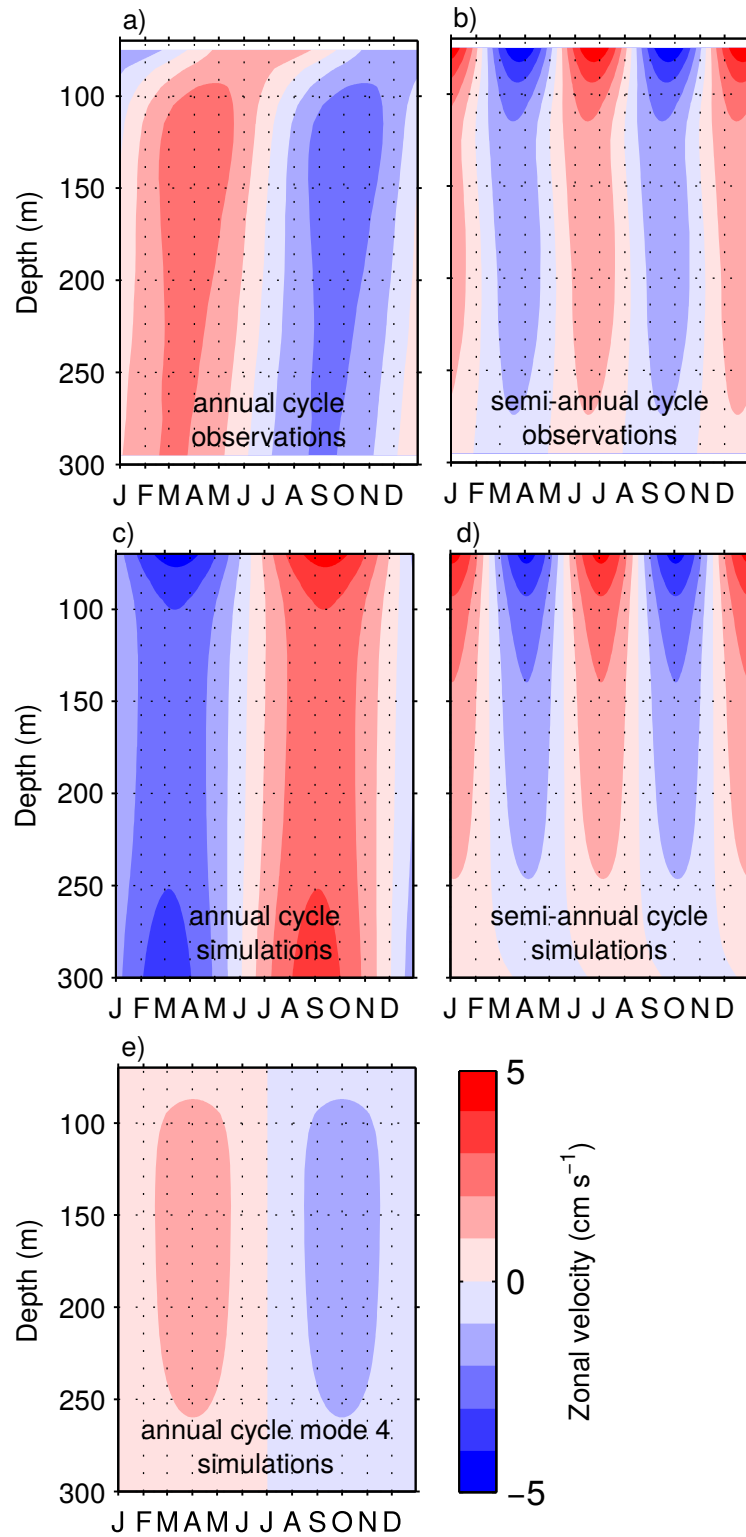 a)
b)
Depth (m)
100
150
200
250
300
annual cycle
observations
semi-annual cycle
observations
J F M A M J J A S O N D
J F M A M J J A S O N D
c)
d)
Depth (m)
100
150
200
250
300
annual cycle
simulations
semi-annual cycle
simulations
J F M A M J J A S O N D
J F M A M J J A S O N D
e)
Depth (m)
100
150
200
250
300
annual cycle mode 4
simulations
J F M A M J J A S O N D
5
0
−5
Zonal velocity (cm s⁻¹)